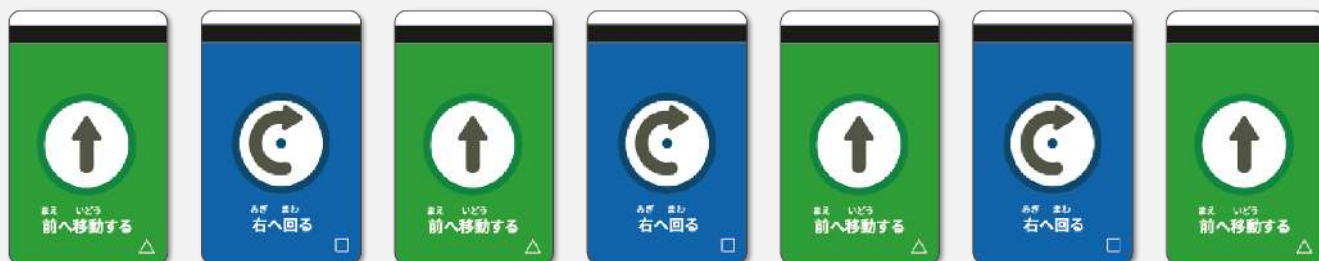 まえ いどう
前へ移動する
みぎ まわ
右へ回る
まえ いどう
前へ移動する
みぎ まわ
右へ回る
まえ いどう
前へ移動する
みぎ まわ
右へ回る
まえ いどう
前へ移動する